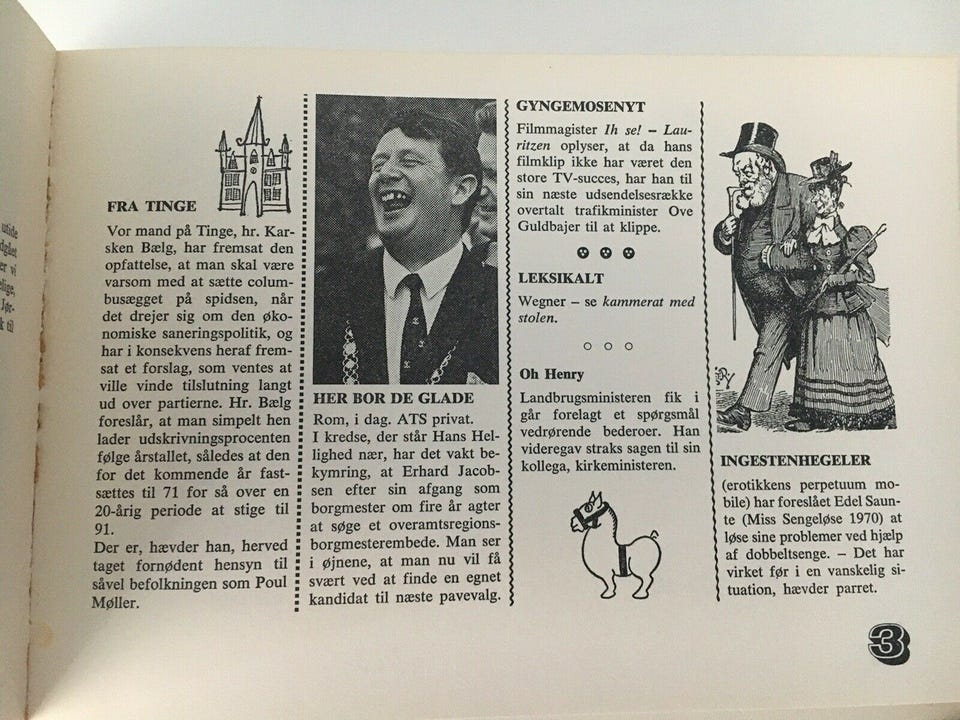 utide
dgået
er vi
elige,
Jør-
k til
FRA TINGE
Vor mand på Tinge, hr. Kar-
sken Bælg, har fremsat den
opfattelse, at man skal være
varsom med at sætte colum-
busægget på spidsen, når
det drejer sig om den øko-
nomiske saneringspolitik, og
har i konsekvens heraf frem-
sat et forslag, som ventes at
ville vinde tilslutning langt
ud over partierne. Hr. Bælg
foreslår, at man simpelt hen
lader udskrivningsprocenten
følge årstallet, således at den
for det kommende år fast-
sættes til 71 for så over en
20-årig periode at stige til
91.
Der er, hævder han, herved
taget fornødent hensyn til
såvel befolkningen som Poul
Møller.
HER BOR DE GLADE
Rom, i dag. ATS privat.
I kredse, der står Hans Hel-
lighed nær, har det vakt be-
kymring, at Erhard Jacob-
sen efter sin afgang som
borgmester om fire år agter
at søge et overamtsregions-
borgmesterembede. Man ser
i øjnene, at man nu vil få
svært ved at finde en egnet
kandidat til næste pavevalg.
GYNGEMOSENYT
Filmmagister Ih se! – Lau-
ritzen oplyser, at da hans
filmklip ikke har været den
store TV-succes, har han til
sin næste udsendelsesrække
overtalt trafikminister Ove
Guldbajer til at klippe.
LEKSIKALT
Wegner – se kammerat med
stolen.
Oh Henry
Landbrugsministeren fik i
går forelagt et spørgsmål
vedrørende bederoer. Han
videregav straks sagen til sin
kollega, kirkeministeren.
INGESTENHEGELER
(erotikkens perpetuum mo-
bile) har foreslået Edel Saun-
te (Miss Sengeløse 1970) at
løse sine problemer ved hjælp
af dobbeltsenge. – Det har
virket før i en vanskelig si-
tuation, hævder parret.
3